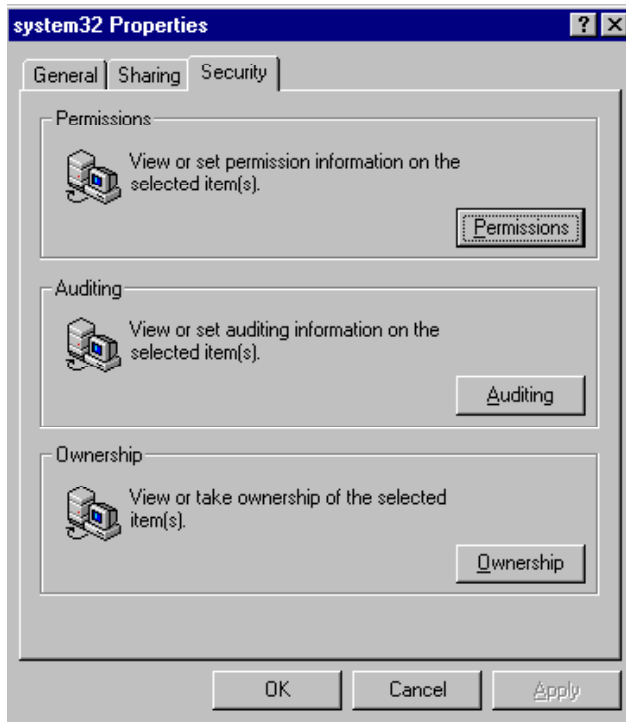 system32 Properties
General Sharing Security
Permissions
View or set permission information on the
selected item(s).
Permissions
Auditing
View or set auditing information on the
selected item(s).
Auditing
Ownership
View or take ownership of the selected
item(s).
Ownership
OK Cancel Apply